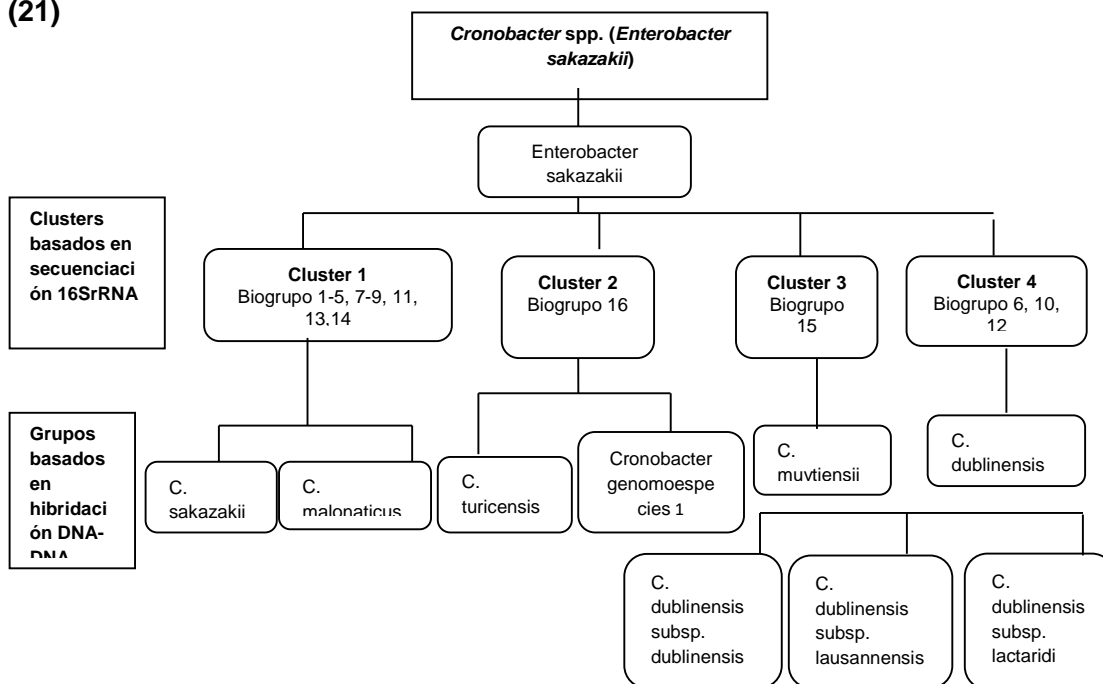 (21)
Cronobacter spp. (Enterobacter
sakazakii)
Enterobacter
sakazakii
Clusters
basados en
secuenciaci
ón 16SrRNA
Cluster 1
Biogrupo 1-5, 7-9, 11,
13,14
Cluster 2
Biogrupo 16
Cluster 3
Biogrupo
15
Cluster 4
Biogrupo 6, 10,
12
Grupos
basados
en
hibridaci
ón DNA-
DNA
C.
sakazakii
C.
malonaticus
C.
turicensis
Cronobacter
genomoespe
cies 1
C.
muytiensii
C.
dublinensis
C.
dublinensis
subsp.
dublinensis
C.
dublinensis
subsp.
lausannensis
C.
dublinensis
subsp.
lactaridi